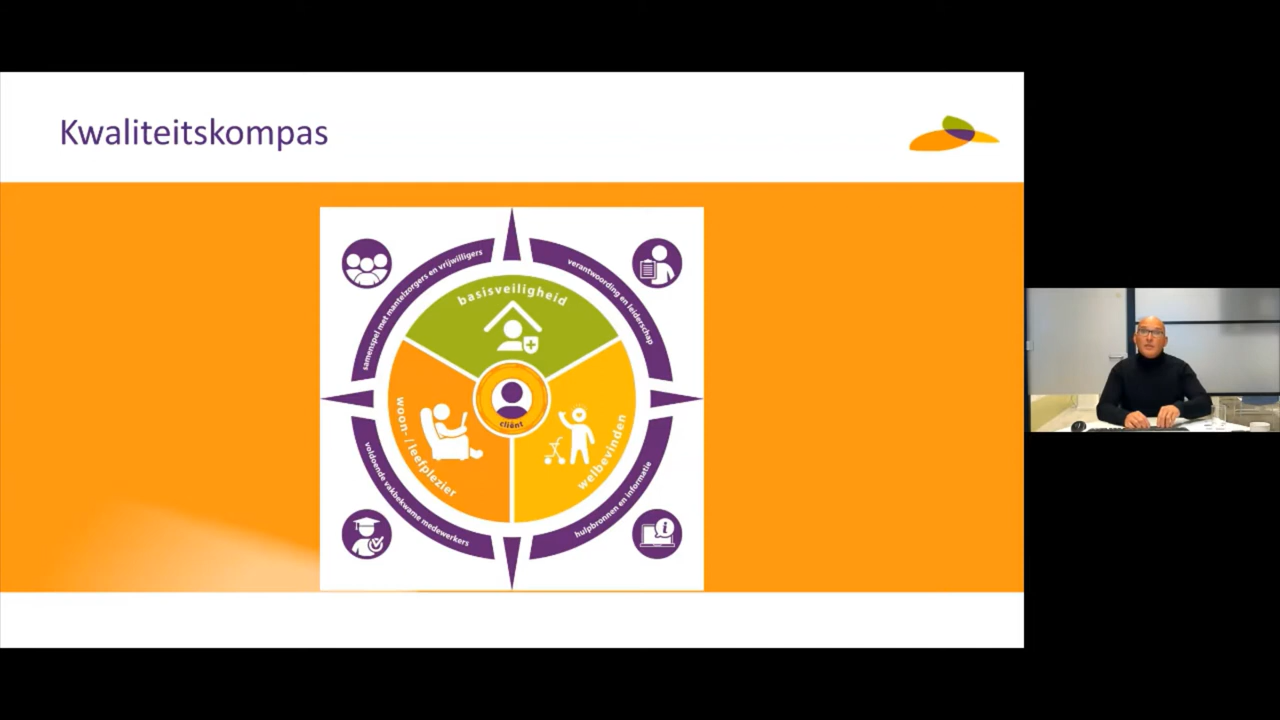 Kwaliteitskompas
samenspel met mantelzorgers en vrijwilligers
verantwoording en leiderschap
basisveiligheid
cliënt
woon- / leefplezier
welbevinden
voldoende vakbekwame medewerkers
hulpbronnen en informatie
i